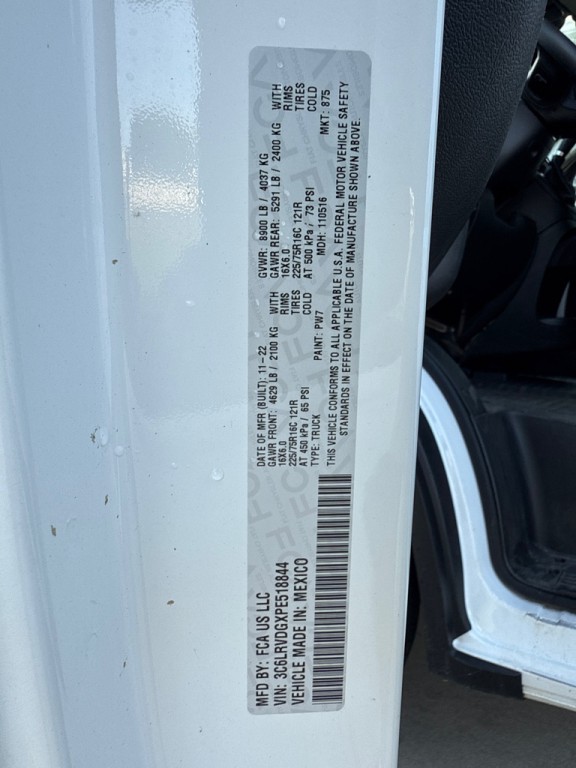 MFD BY: FCA US LLC
VIN: 3C6LRVDGXPE518844
VEHICLE MADE IN: MEXICO
DATE OF MFR (BUILT): 11-22 GVWR: 8900 LB / 4037 KG
GAWR FRONT: 4629 LB / 2100 KG WITH GAWR REAR: 5291 LB / 2400 KG WITH
16X6.0 RIMS 16X6.0 RIMS
225/75R16C 121R TIRES 225/75R16C 121R TIRES
AT 450 kPa / 65 PSI COLD AT 500 kPa / 73 PSI COLD
TYPE: TRUCK PAINT: PW7 MDH: 110516 MKT: 875
THIS VEHICLE CONFORMS TO ALL APPLICABLE U.S.A. FEDERAL MOTOR VEHICLE SAFETY
STANDARDS IN EFFECT ON THE DATE OF MANUFACTURE SHOWN ABOVE.